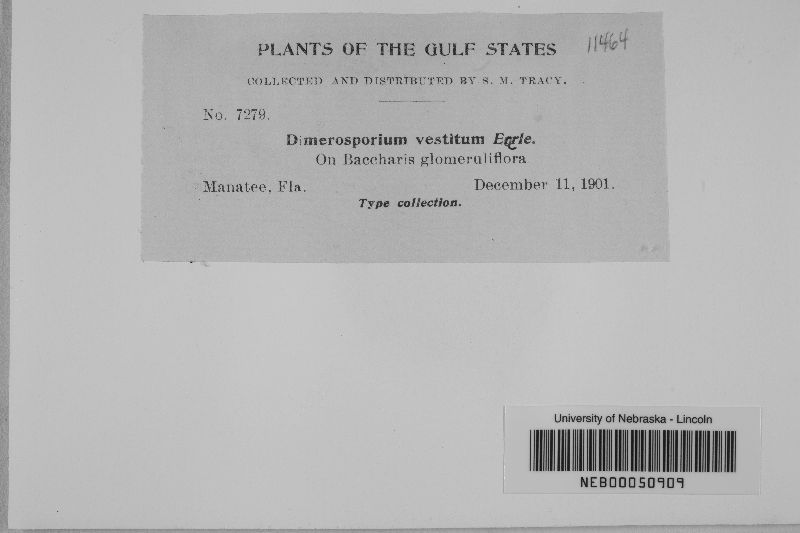 PLANTS OF THE GULF STATES
11464
COLLECTED AND DISTRIBUTED BY S. M. TRACY.
No. 7279.
Dimerosporium vestitum Earle.
On Baccharis glomeruliflora
Manatee, Fla. December 11, 1901.
Type collection.
University of Nebraska - Lincoln
NEB00050909